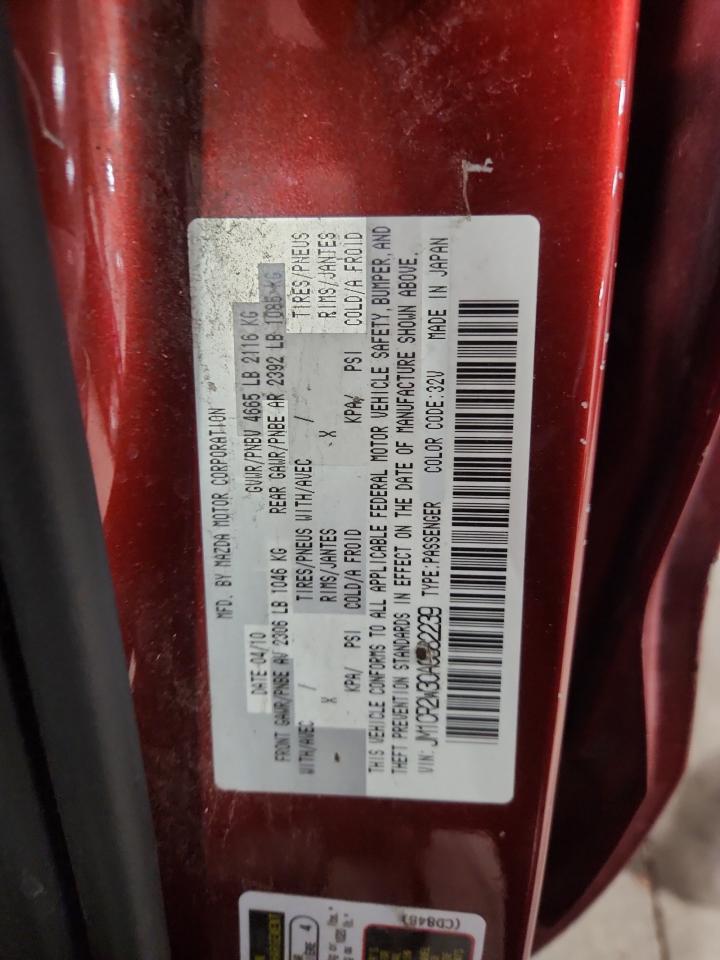 MFD. BY MAZDA MOTOR CORPORATION
DATE 04/10 GVWR/PNBV 4665 LB 2116 KG
FRONT GAWR/PNBE AV 2306 LB 1046 KG REAR GAWR/PNBE AR 2392 LB 1085 KG
WITH/AVEC / TIRES/PNEUS WITH/AVEC / TIRES/PNEUS
X RIMS/JANTES X RIMS/JANTES
KPA/ PSI COLD/A FROID KPA/ PSI COLD/A FROID
THIS VEHICLE CONFORMS TO ALL APPLICABLE FEDERAL MOTOR VEHICLE SAFETY, BUMPER, AND
THEFT PREVENTION STANDARDS IN EFFECT ON THE DATE OF MANUFACTURE SHOWN ABOVE.
VIN: TYPE:PASSENGER COLOR CODE:32V MADE IN JAPAN
4